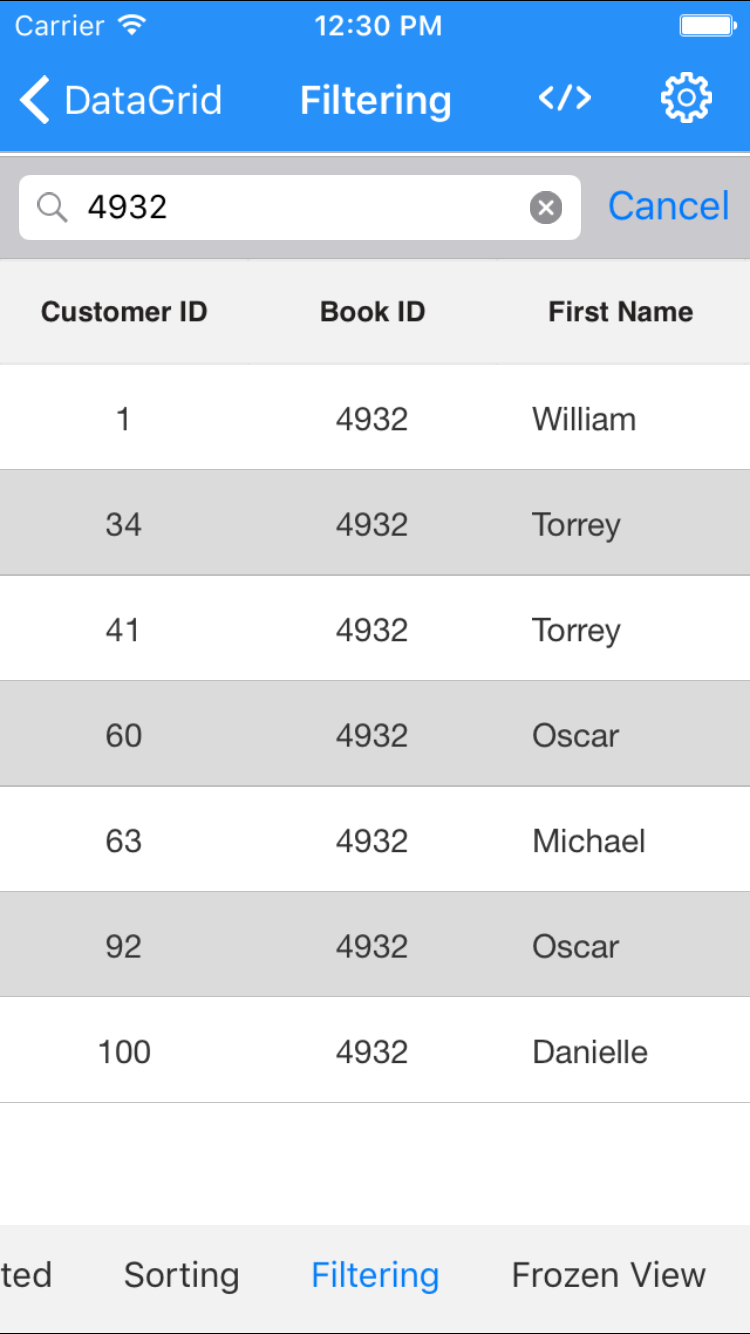 Carrier 12:30 PM
DataGrid Filtering </>
4932 Cancel
Customer ID Book ID First Name
1 4932 William
34 4932 Torrey
41 4932 Torrey
60 4932 Oscar
63 4932 Michael
92 4932 Oscar
100 4932 Danielle
ted Sorting Filtering Frozen View